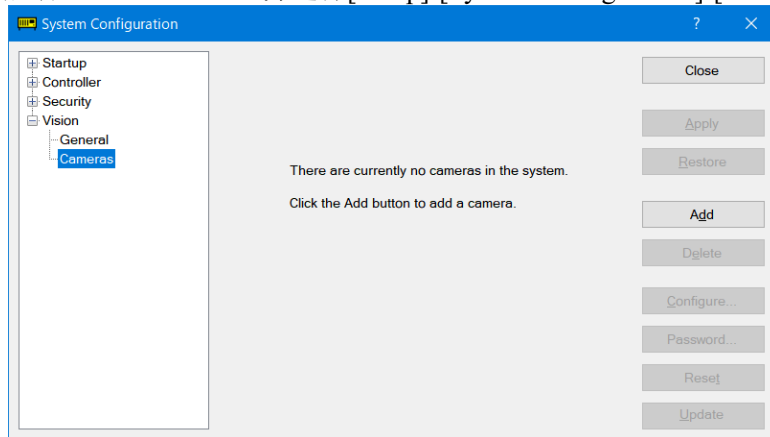 System Configuration
?
Startup
Controller
Security
Vision
General
Cameras
There are currently no cameras in the system.
Click the Add button to add a camera.
Close
Apply
Restore
Add
Delete
Configure...
Password...
Reset
Update